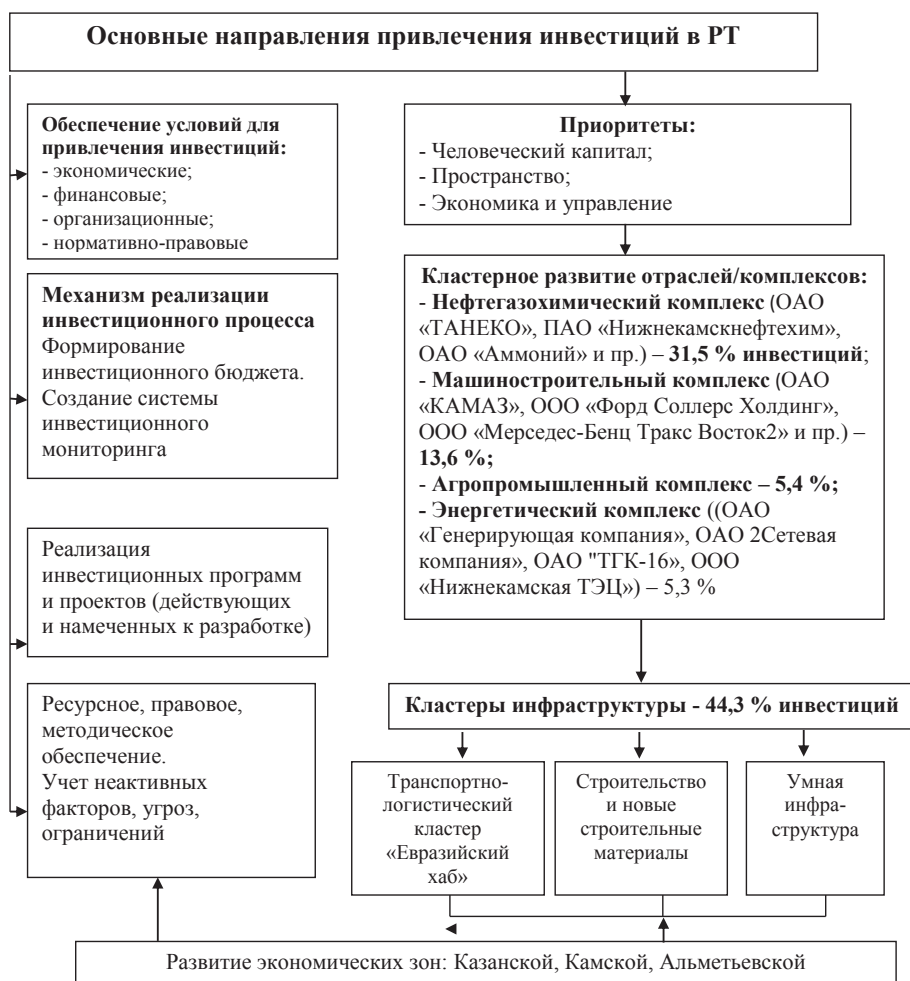 Основные направления привлечения инвестиций в РТ
Обеспечение условий для
привлечения инвестиций:
- экономические;
- финансовые;
- организационные;
- нормативно-правовые
Механизм реализации
инвестиционного процесса
Формирование
инвестиционного бюджета.
Создание системы
инвестиционного
мониторинга
Реализация
инвестиционных программ
и проектов (действующих
и намеченных к разработке)
Ресурсное, правовое,
методическое
обеспечение.
Учет неактивных
факторов, угроз,
ограничений
Приоритеты:
- Человеческий капитал;
- Пространство;
- Экономика и управление
Кластерное развитие отраслей/комплексов:
- Нефтегазохимический комплекс (ОАО
«ТАНЕКО», ПАО «Нижнекамскнефтехим»,
ОАО «Аммоний» и пр.) – 31,5 % инвестиций;
- Машиностроительный комплекс (ОАО
«КАМАЗ», ООО «Форд Соллерс Холдинг»,
ООО «Мерседес-Бенц Тракс Восток2» и пр.) –
13,6 %;
- Агропромышленный комплекс – 5,4 %;
- Энергетический комплекс ((ОАО
«Генерирующая компания», ОАО 2Сетевая
компания», ОАО "ТГК-16», ООО
«Нижнекамская ТЭЦ») – 5,3 %
Кластеры инфраструктуры - 44,3 % инвестиций
Транспортно-
логистический
кластер
«Евразийский
хаб»
Строительство
и новые
строительные
материалы
Умная
инфра-
структура
Развитие экономических зон: Казанской, Камской, Альметьевской